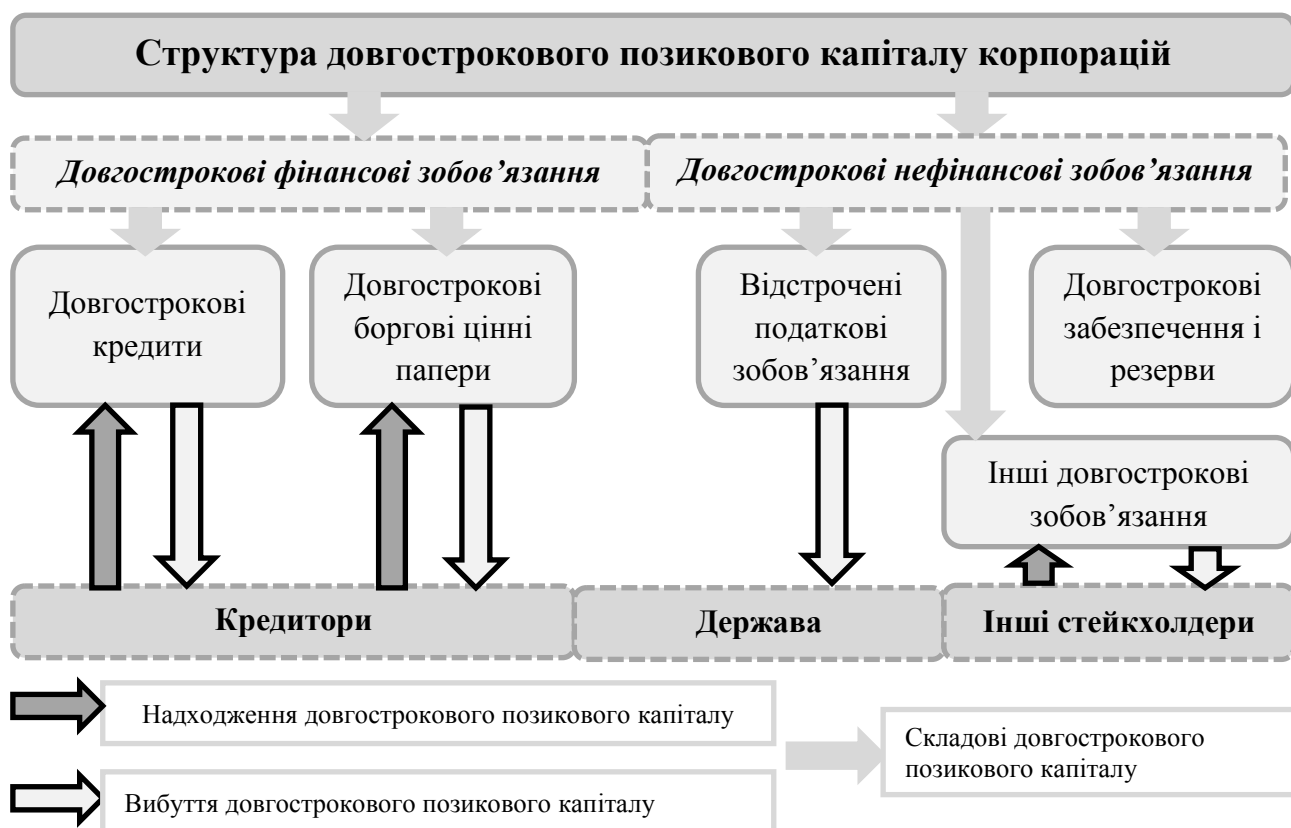 Структура довгострокового позикового капіталу корпорацій
Довгострокові фінансові зобов’язання
Довгострокові нефінансові зобов’язання
Довгострокові
кредити
Довгострокові
боргові цінні
папери
Відстрочені
податкові
зобов’язання
Довгострокові
забезпечення і
резерви
Інші довгострокові
зобов’язання
Кредитори
Держава
Інші стейкхолдери
Надходження довгострокового позикового капіталу
Вибуття довгострокового позикового капіталу
Складові довгострокового
позикового капіталу